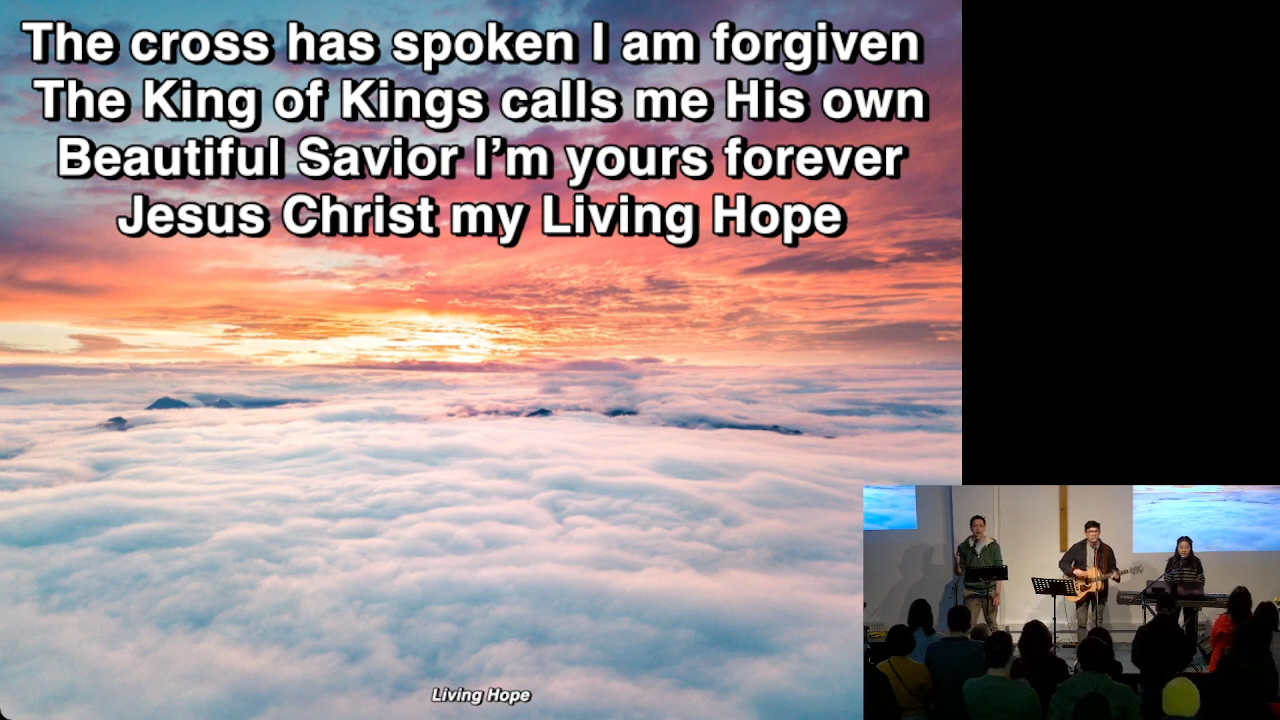 The cross has spoken I am forgiven
The King of Kings calls me His own
Beautiful Savior I’m yours forever
Jesus Christ my Living Hope
Living Hope